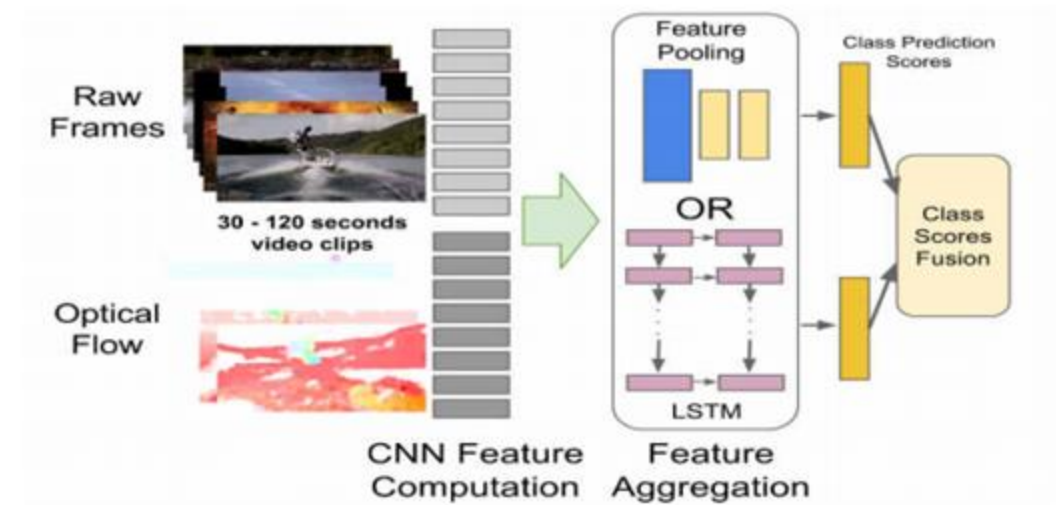 Raw
Frames
30 - 120 seconds
video clips
Optical
Flow
CNN Feature
Computation
Feature
Pooling
OR
LSTM
Feature
Aggregation
Class Prediction
Scores
Class
Scores
Fusion